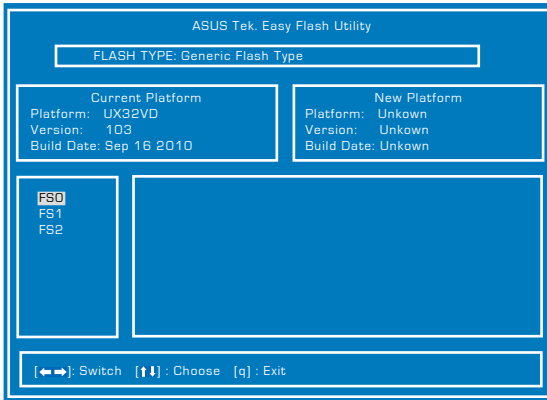 ASUS Tek. Easy Flash Utility
FLASH TYPE: Generic Flash Type
Current Platform
Platform: UX32VD
Version: 103
Build Date: Sep 16 2010
New Platform
Platform: Unkown
Version: Unkown
Build Date: Unkown
FS0
FS1
FS2
[←→]: Switch [↑↓] : Choose [q] : Exit